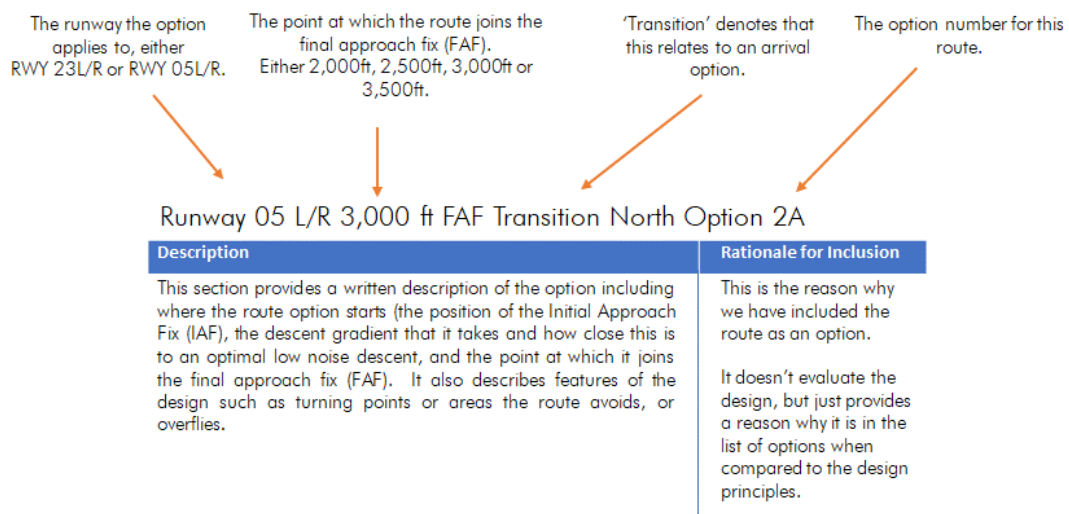 The runway the option
applies to, either
RWY 23L/R or RWY 05L/R.
The point at which the route joins the
final approach fix (FAF).
Either 2,000ft, 2,500ft, 3,000ft or
3,500ft.
‘Transition’ denotes that
this relates to an arrival
option.
The option number for this
route.
Runway 05 L/R 3,000 ft FAF Transition North Option 2A
Description
This section provides a written description of the option including
where the route option starts (the position of the Initial Approach
Fix (IAF), the descent gradient that it takes and how close this is
to an optimal low noise descent, and the point at which it joins
the final approach fix (FAF). It also describes features of the
design such as turning points or areas the route avoids, or
overflies.
Rationale for Inclusion
This is the reason why
we have included the
route as an option.
It doesn’t evaluate the
design, but just provides
a reason why it is in the
list of options when
compared to the design
principles.